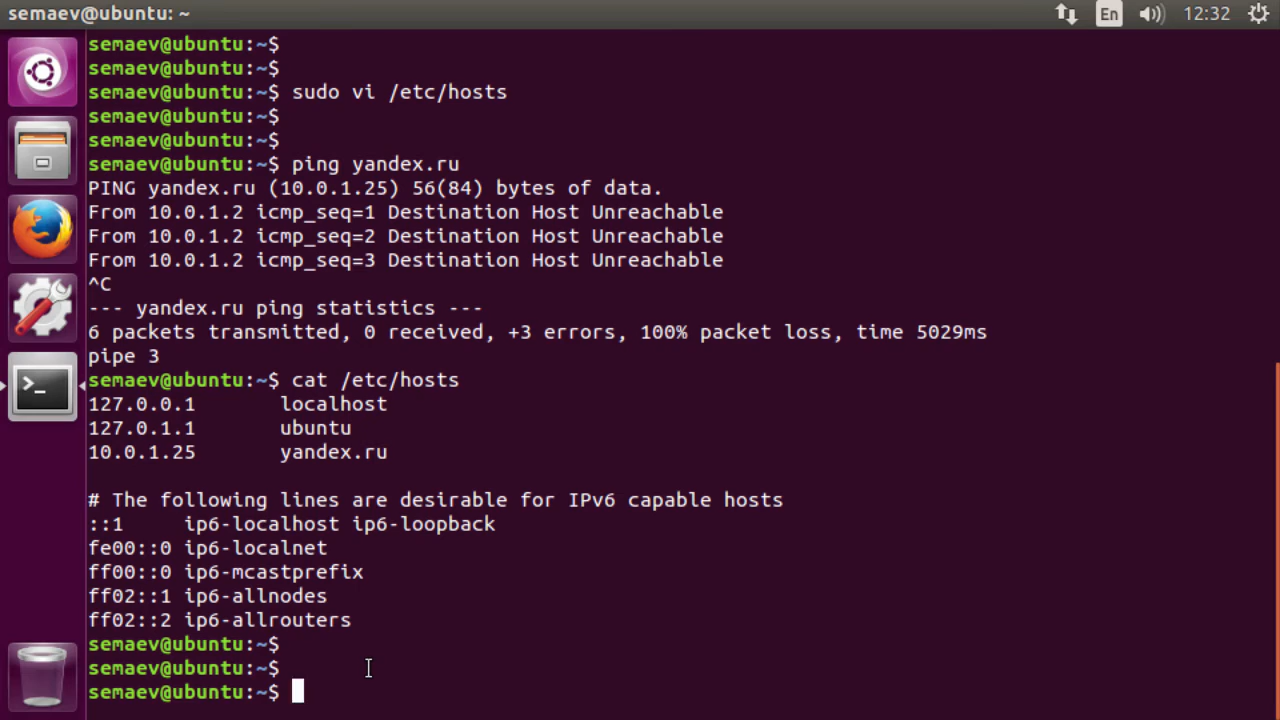 semaev@ubuntu: ~
En
12:32
semaev@ubuntu:~$
semaev@ubuntu:~$
semaev@ubuntu:~$ sudo vi /etc/hosts
semaev@ubuntu:~$
semaev@ubuntu:~$
semaev@ubuntu:~$ ping yandex.ru
PING yandex.ru (10.0.1.25) 56(84) bytes of data.
From 10.0.1.2 icmp_seq=1 Destination Host Unreachable
From 10.0.1.2 icmp_seq=2 Destination Host Unreachable
From 10.0.1.2 icmp_seq=3 Destination Host Unreachable
^C
--- yandex.ru ping statistics ---
6 packets transmitted, 0 received, +3 errors, 100% packet loss, time 5029ms
pipe 3
semaev@ubuntu:~$ cat /etc/hosts
127.0.0.1       localhost
127.0.1.1       ubuntu
10.0.1.25       yandex.ru
# The following lines are desirable for IPv6 capable hosts
::1     ip6-localhost ip6-loopback
fe00::0 ip6-localnet
ff00::0 ip6-mcastprefix
ff02::1 ip6-allnodes
ff02::2 ip6-allrouters
semaev@ubuntu:~$
semaev@ubuntu:~$
semaev@ubuntu:~$